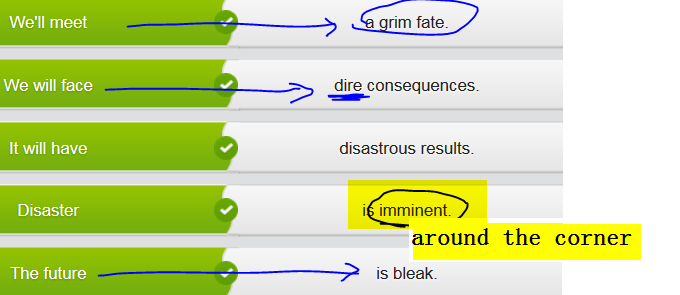 We'll meet a grim fate.
We will face dire consequences.
It will have disastrous results.
Disaster is imminent.
around the corner
The future is bleak.